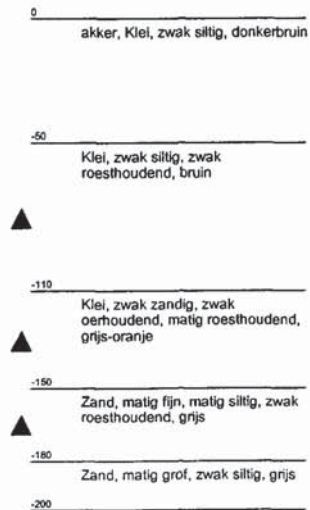 0
akker, Klei, zwak siltig, donkerbruin
-50
Klei, zwak siltig, zwak
roesthoudend, bruin
-110
Klei, zwak zandig, zwak
oerhoudend, matig roesthoudend,
grijs-oranje
-150
Zand, matig fijn, matig siltig, zwak
roesthoudend, grijs
-180
Zand, matig grof, zwak siltig, grijs
-200